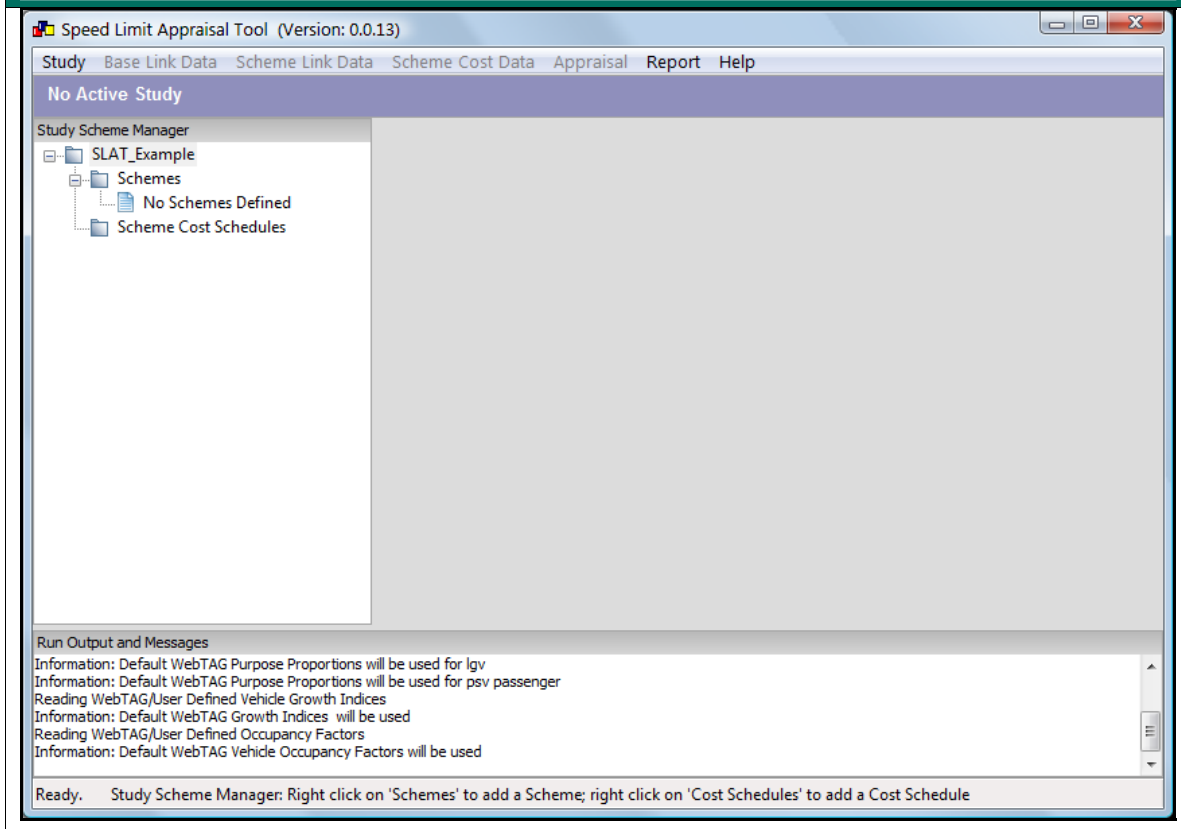 Speed Limit Appraisal Tool (Version: 0.0.13)
Study Base Link Data Scheme Link Data Scheme Cost Data Appraisal Report Help
No Active Study
Study Scheme Manager
SLAT_Example
Schemes
No Schemes Defined
Scheme Cost Schedules
Run Output and Messages
Information: Default WebTAG Purpose Proportions will be used for lgv
Information: Default WebTAG Purpose Proportions will be used for psv passenger
Reading WebTAG/User Defined Vehicle Growth Indices
Information: Default WebTAG Growth Indices will be used
Reading WebTAG/User Defined Occupancy Factors
Information: Default WebTAG Vehicle Occupancy Factors will be used
Ready. Study Scheme Manager: Right click on 'Schemes' to add a Scheme; right click on 'Cost Schedules' to add a Cost Schedule